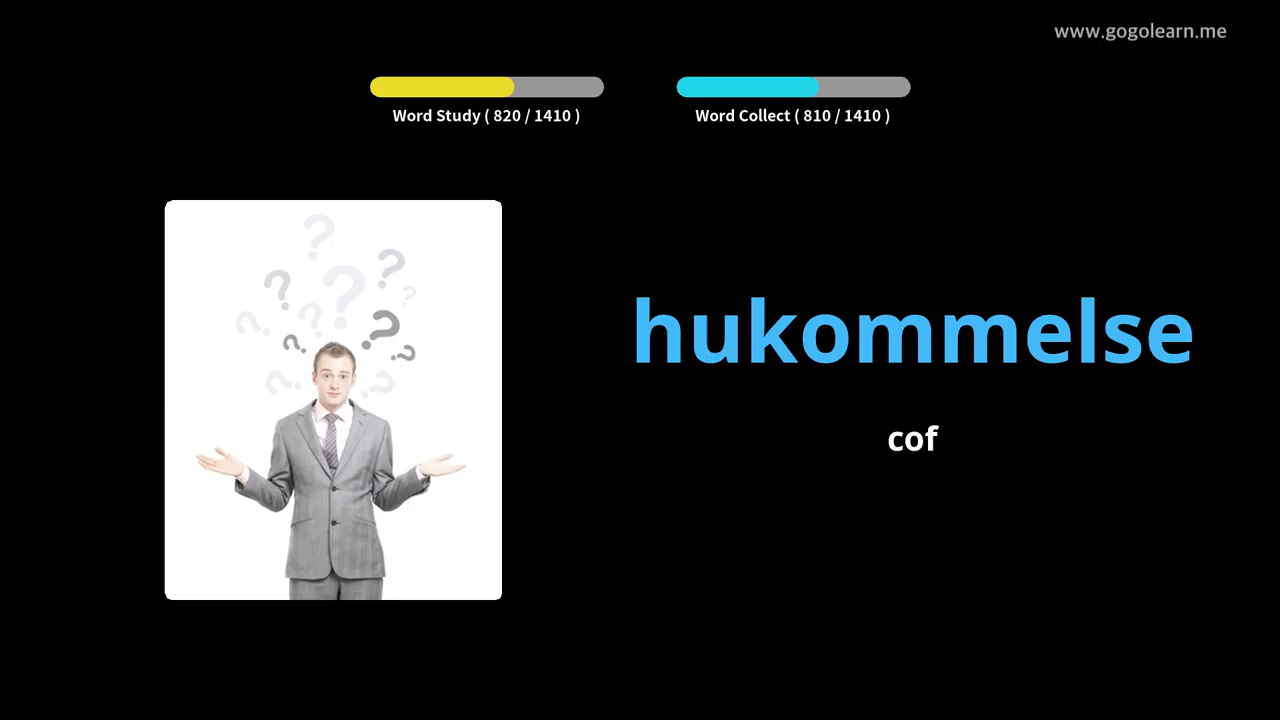 www.gogolearn.me
Word Study ( 820 / 1410 )
Word Collect ( 810 / 1410 )
? ? ? ? ? ? ? ? ? ? ? ?
hukommelse
cof